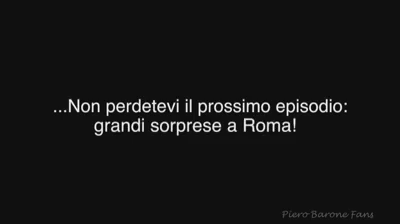 ...Non perdetevi il prossimo episodio:
grandi sorprese a Roma!
Piero Barone Fans